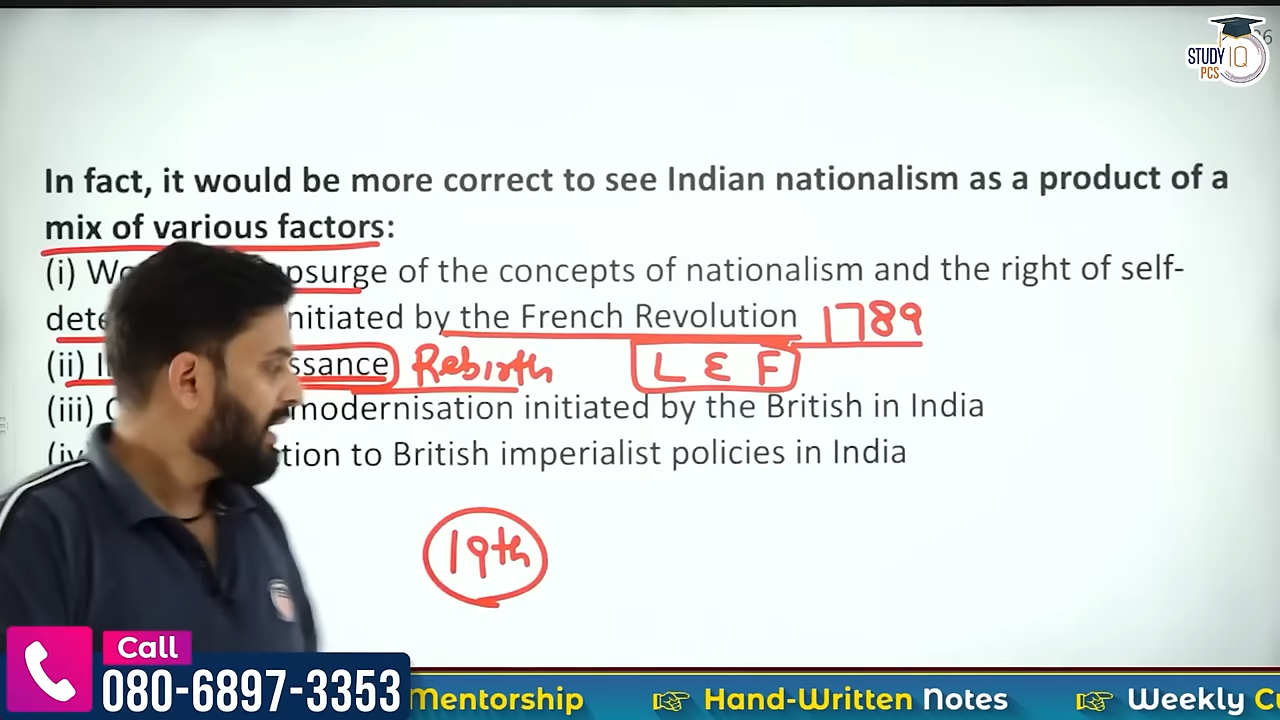 26
STUDY IQ
PCS
In fact, it would be more correct to see Indian nationalism as a product of a
mix of various factors:
(i) psurge of the concepts of nationalism and the right of self-
dete nitiated by the French Revolution 1789
(ii) I ssance Rebirth L E F
(iii) modernisation initiated by the British in India
(iv tion to British imperialist policies in India
19th
Call
080-6897-3353
Mentorship Hand-Written Notes Weekly